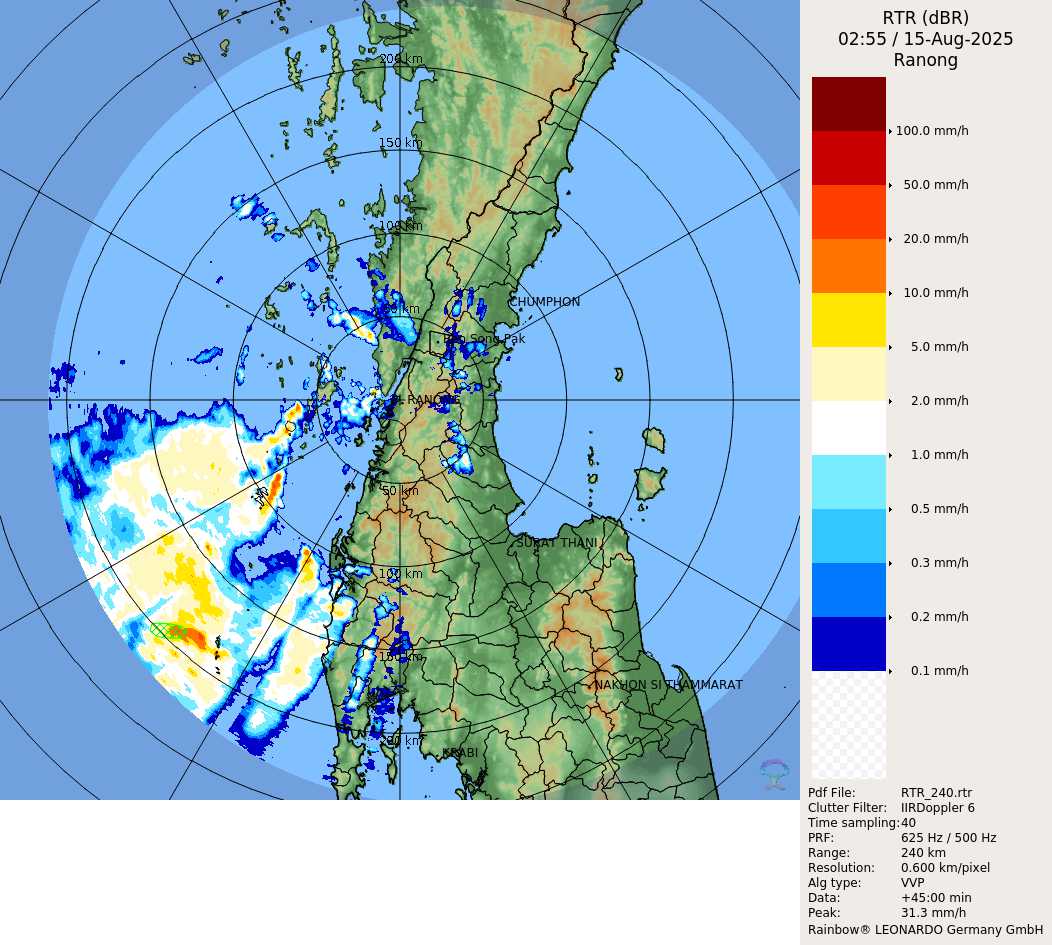 RTR (dBR)
02:55 / 15-Aug-2025
Ranong
100.0 mm/h
50.0 mm/h
20.0 mm/h
10.0 mm/h
5.0 mm/h
2.0 mm/h
1.0 mm/h
0.5 mm/h
0.3 mm/h
0.2 mm/h
0.1 mm/h
Pdf File: RTR_240.rtr
Clutter Filter: IIRDoppler 6
Time sampling: 40
PRF: 625 Hz / 500 Hz
Range: 240 km
Resolution: 0.600 km/pixel
Alg type: VVP
Data: +45:00 min
Peak: 31.3 mm/h
Rainbow® LEONARDO Germany GmbH
200 km
150 km
100 km
CHUMPHON
50 km
Song Pak
RANONG
50 km
SURAT THANI
100 km
150 km
NAKHON SI THAMMARAT
200 km
KRABI